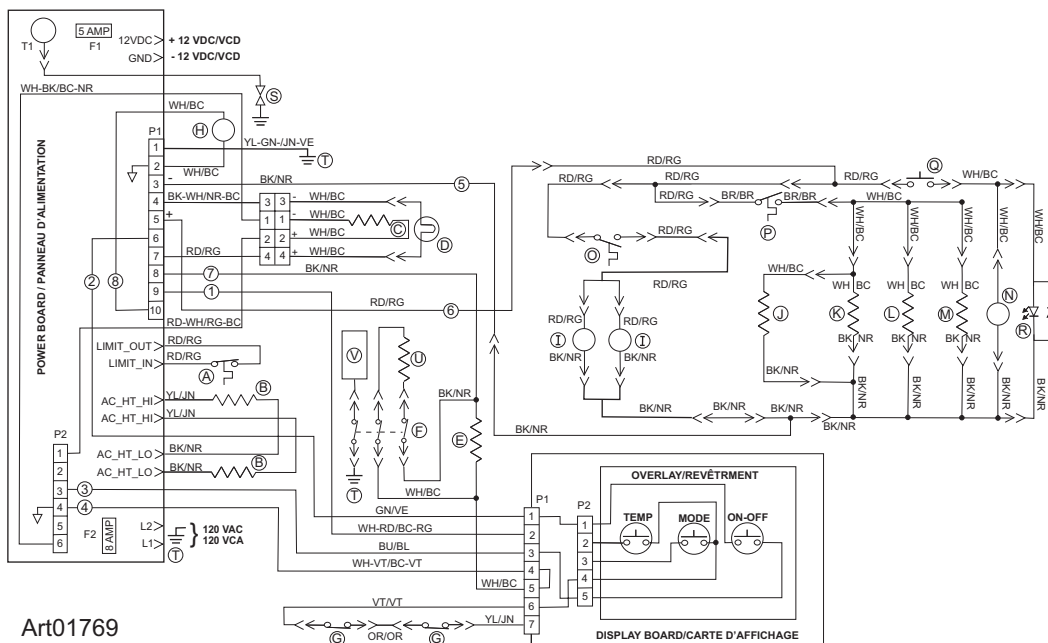 T1
5 AMP
F1
12VDC
+ 12 VDC/VCD
GND
- 12 VDC/VCD
S
WH-BK/BC-NR
WH/BC
H
P1
YL-GN-/JN-VE
T
WH/BC
1
2
3
4
5
6
7
8
9
10
-
BK/NR
5
BK-WH/NR-BC
+
3 3 - WH/BC
1 1 - WH/BC
2 2 + WH/BC
4 4 + WH/BC
C
D
RD/RG
BK/NR
7
1
2
8
RD/RG
6
RD-WH/RG-BC
POWER BOARD / PANNEAU D'ALIMENTATION
LIMIT_OUT
RD/RG
LIMIT_IN
RD/RG
A
AC_HT_HI
YL/JN
B
AC_HT_HI
YL/JN
AC_HT_LO
BK/NR
AC_HT_LO
BK/NR
B
P2
1
2
3
4
5
6
3
4
F2
8 AMP
L2
L1
T
120 VAC
120 VCA
V
U
F
T
BK/NR
E
WH/BC
BK/NR
GN/VE
WH-RD/BC-RG
BU/BL
WH-VT/BC-VT
WH/BC
VT/VT
YL/JN
G
OR/OR
G
RD/RG
RD/RG
RD/RG
RD/RG
Q
WH/BC
RD/RG
BR/BR
BR/BR
WH/BC
P
O
RD/RG
RD/RG
RD/RG
RD/RG
I
I
BK/NR
BK/NR
WH/BC
WH/BC
WH/BC
WH/BC
WH/BC
WH/BC
WH BC
WH BC
WH BC
J
K
L
M
N
R
Z
BK NR
BK NR
BK NR
BK/NR
BK/NR
BK/NR
BK/NR
BK/NR
BK/NR
BK/NR
BK/NR
BK/NR
P1
1
2
3
4
5
6
7
P2
1
2
3
4
5
OVERLAY/REVÊTRMENT
TEMP
MODE
ON-OFF
DISPLAY BOARD/CARTE D'AFFICHAGE
Art01769